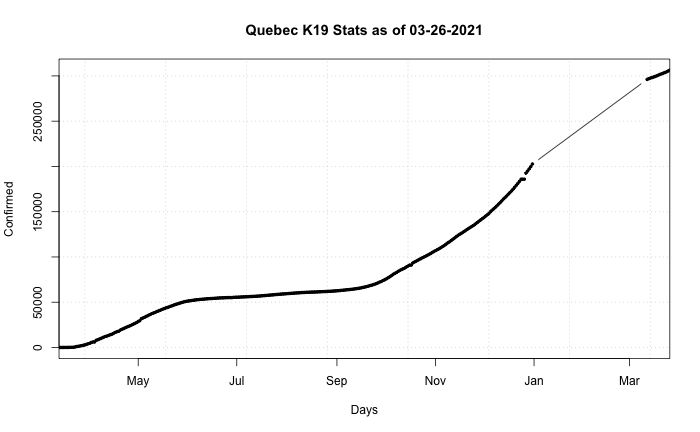 Quebec K19 Stats as of 03-26-2021
Confirmed
250000
150000
50000
0
May Jul Sep Nov Jan Mar
Days